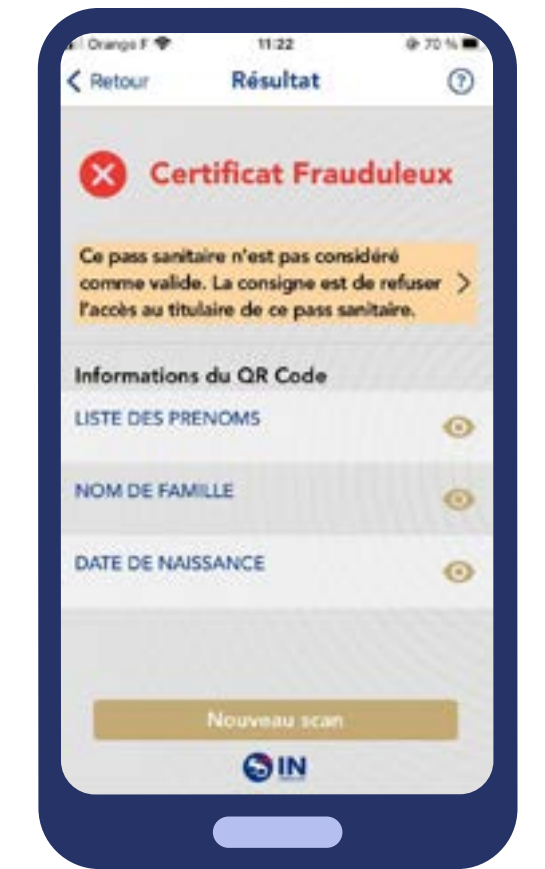 Orange F 11:22 70 %
Retour Résultat ?
Certificat Frauduleux
Ce pass sanitaire n'est pas considéré
comme valide. La consigne est de refuser
l'accès au titulaire de ce pass sanitaire.
Informations du QR Code
LISTE DES PRENOMS
NOM DE FAMILLE
DATE DE NAISSANCE
Nouveau scan
IN